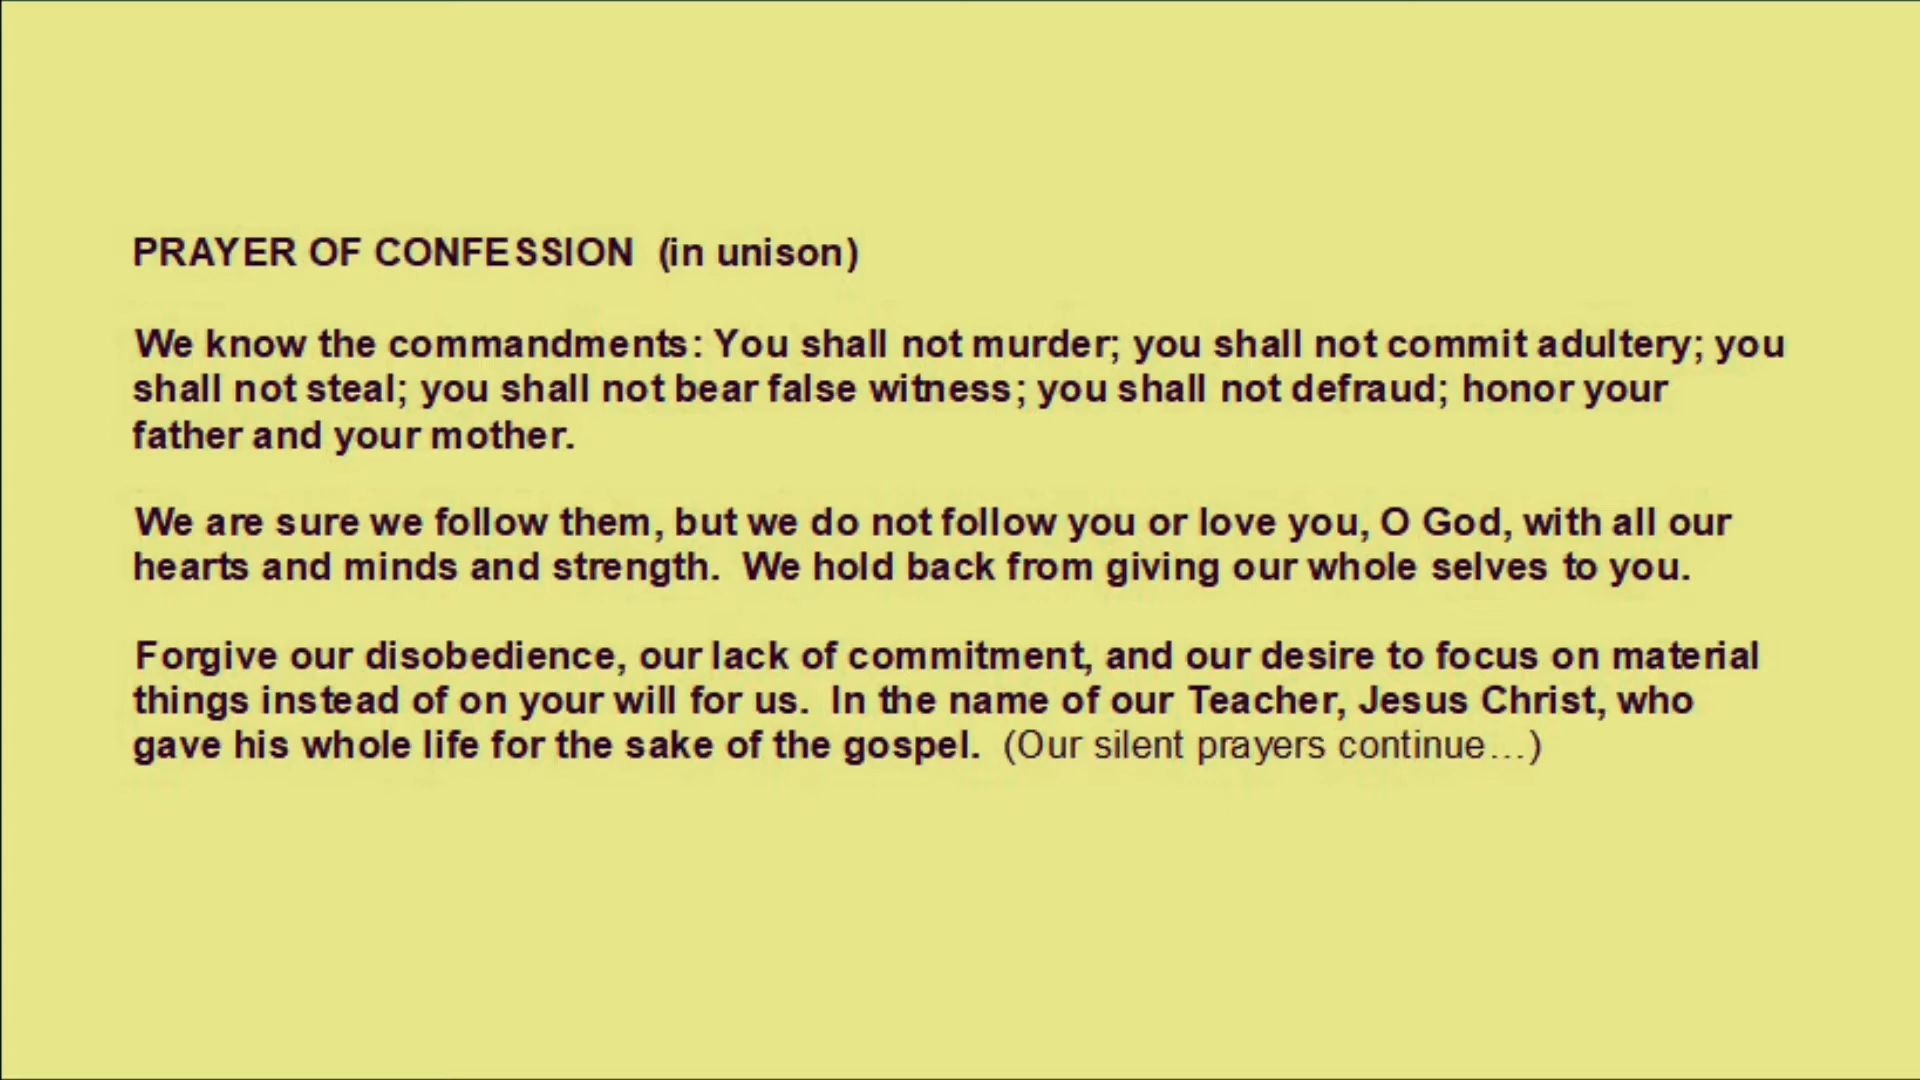 PRAYER OF CONFESSION (in unison)
We know the commandments: You shall not murder; you shall not commit adultery; you
shall not steal; you shall not bear false witness; you shall not defraud; honor your
father and your mother.
We are sure we follow them, but we do not follow you or love you, O God, with all our
hearts and minds and strength. We hold back from giving our whole selves to you.
Forgive our disobedience, our lack of commitment, and our desire to focus on material
things instead of on your will for us. In the name of our Teacher, Jesus Christ, who
gave his whole life for the sake of the gospel. (Our silent prayers continue...)